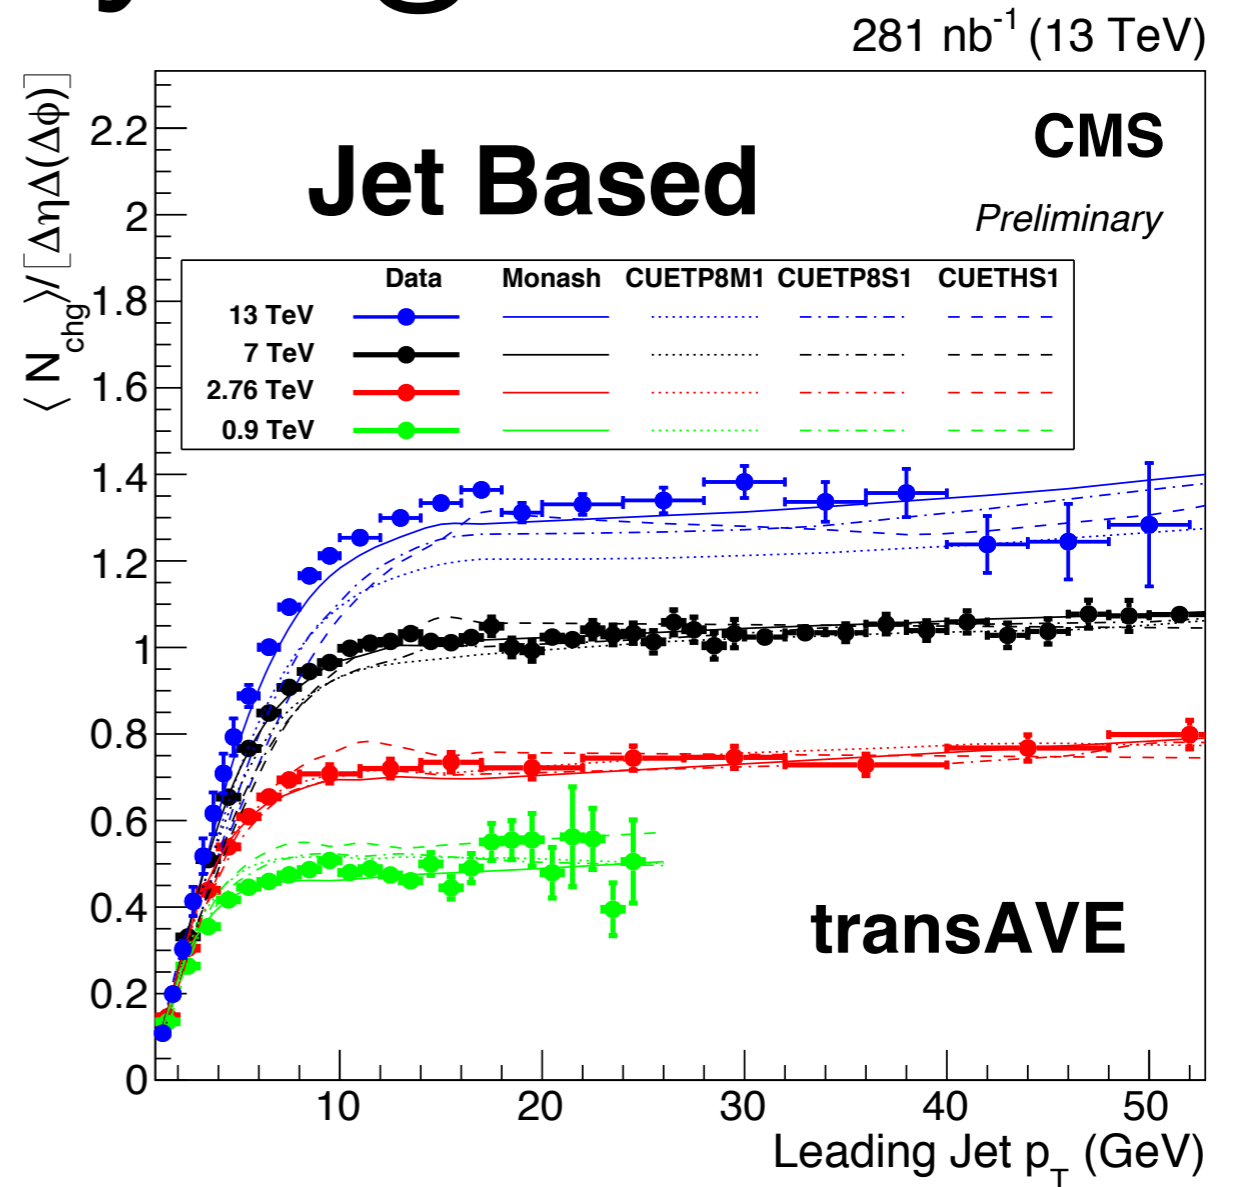 281 nb-1 (13 TeV)
⟨ Nchg ⟩/[ΔηΔ(Δϕ)]
CMS
Jet Based
Preliminary
Data Monash CUETP8M1 CUETP8S1 CUETHS1
13 TeV
7 TeV
2.76 TeV
0.9 TeV
2.2
2
1.8
1.6
1.4
1.2
1
0.8
0.6
0.4
0.2
0
transAVE
10 20 30 40 50
Leading Jet pT (GeV)